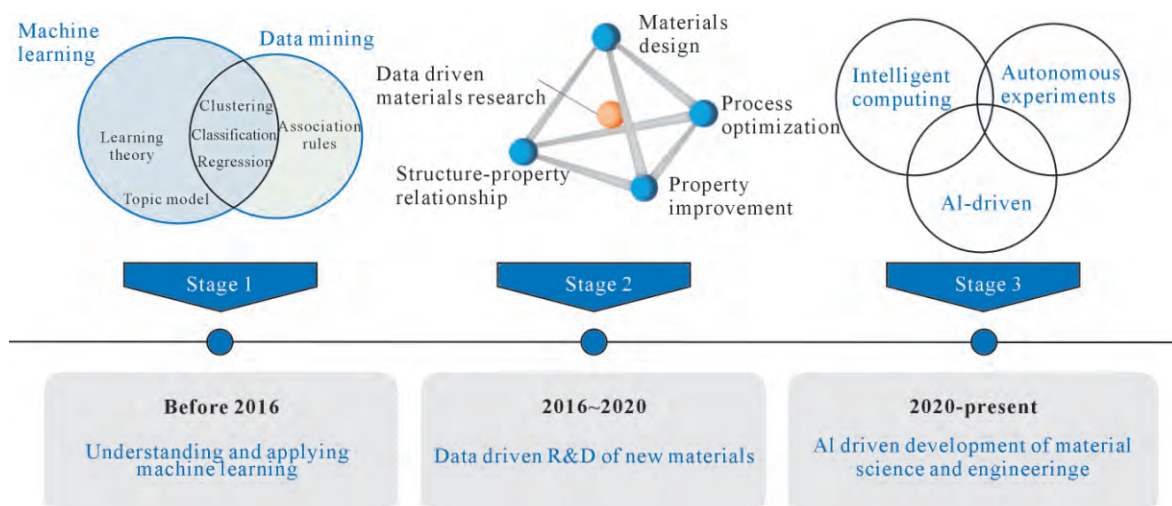 Machine
learning
Data mining
Clustering
Classification
Regression
Learning
theory
Topic model
Association
rules
Materials
design
Data driven
materials research
Process
optimization
Structure-property
relationship
Property
improvement
Intelligent
computing
Autonomous
experiments
AI-driven
Stage 1
Stage 2
Stage 3
Before 2016
Understanding and applying
machine learning
2016~2020
Data driven R&D of new materials
2020-present
AI driven development of material
science and engineeringe